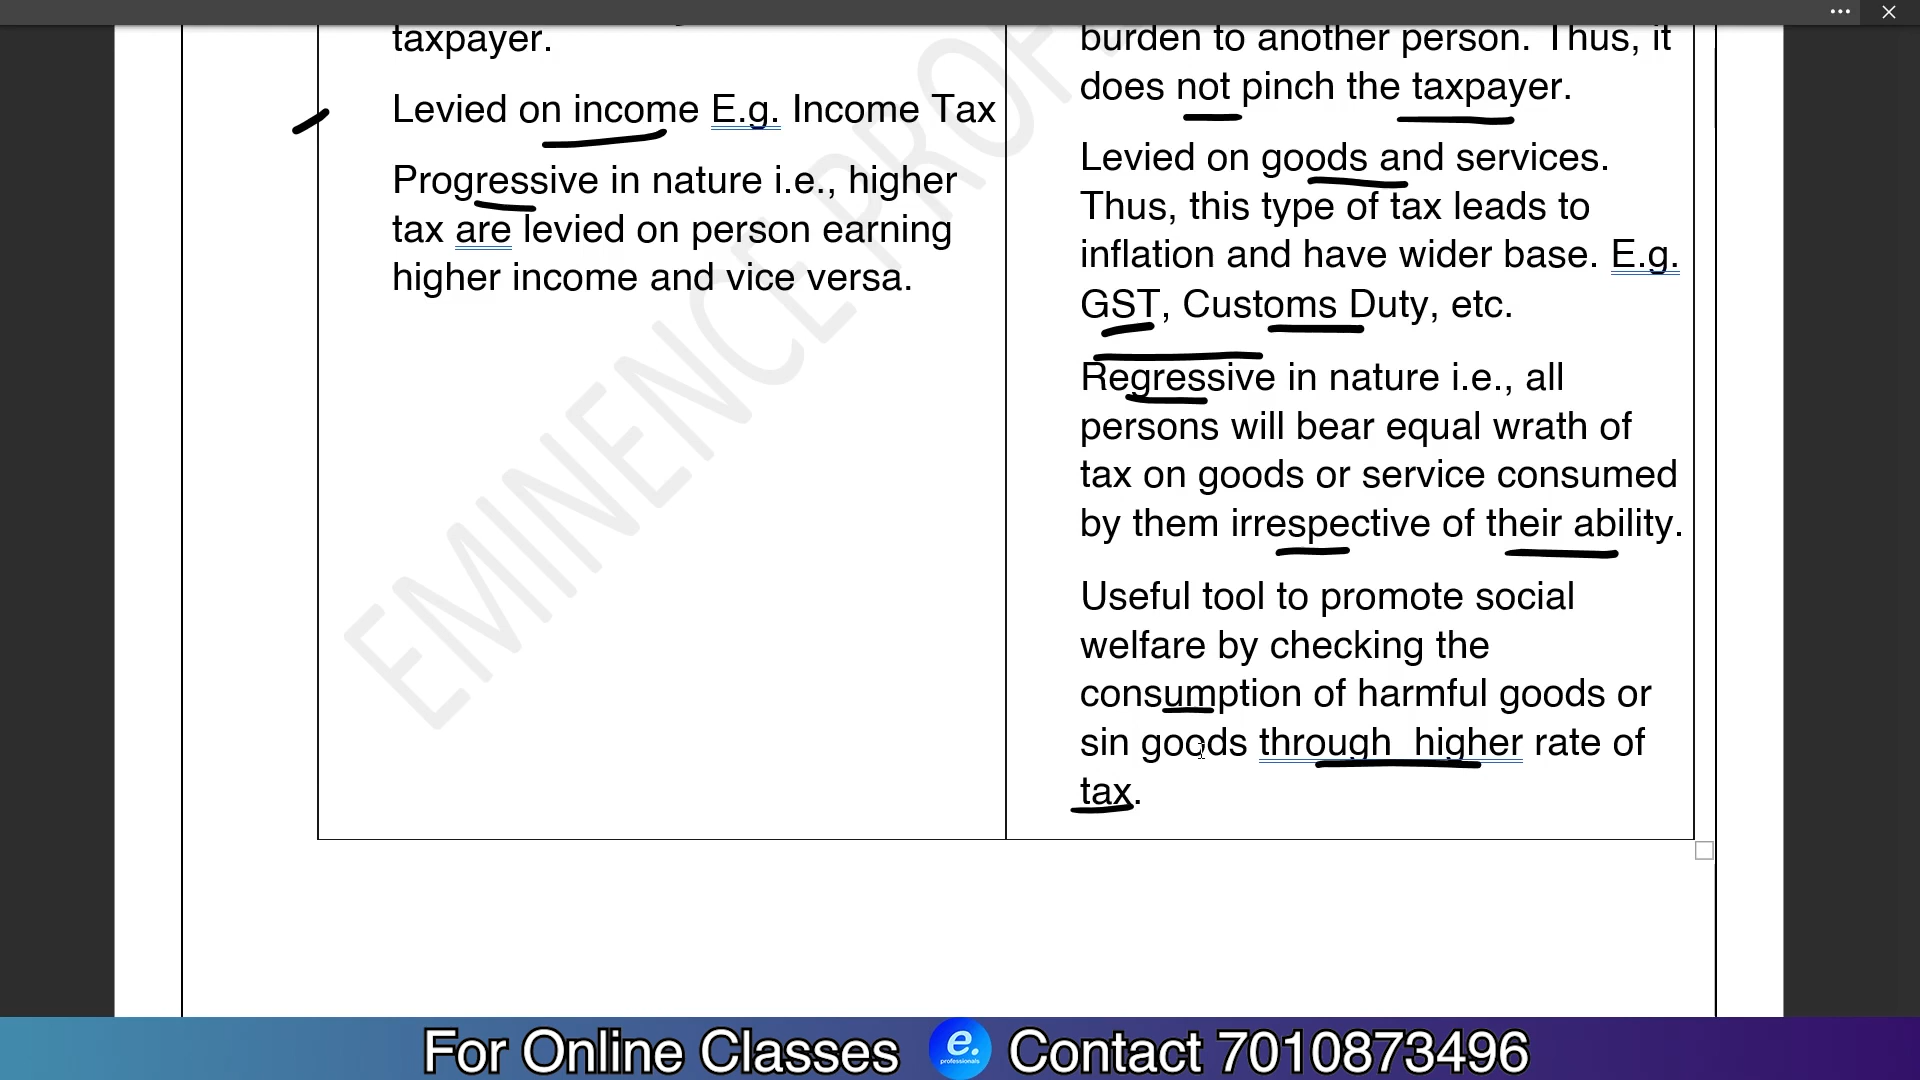 taxpayer.
Levied on income E.g. Income Tax
Progressive in nature i.e., higher
tax are levied on person earning
higher income and vice versa.
burden to another person. Thus, it
does not pinch the taxpayer.
Levied on goods and services.
Thus, this type of tax leads to
inflation and have wider base. E.g.
GST, Customs Duty, etc.
Regressive in nature i.e., all
persons will bear equal wrath of
tax on goods or service consumed
by them irrespective of their ability.
Useful tool to promote social
welfare by checking the
consumption of harmful goods or
sin goods through  higher rate of
tax.
EMINENCE PROF
For Online Classes e. professionals Contact 7010873496